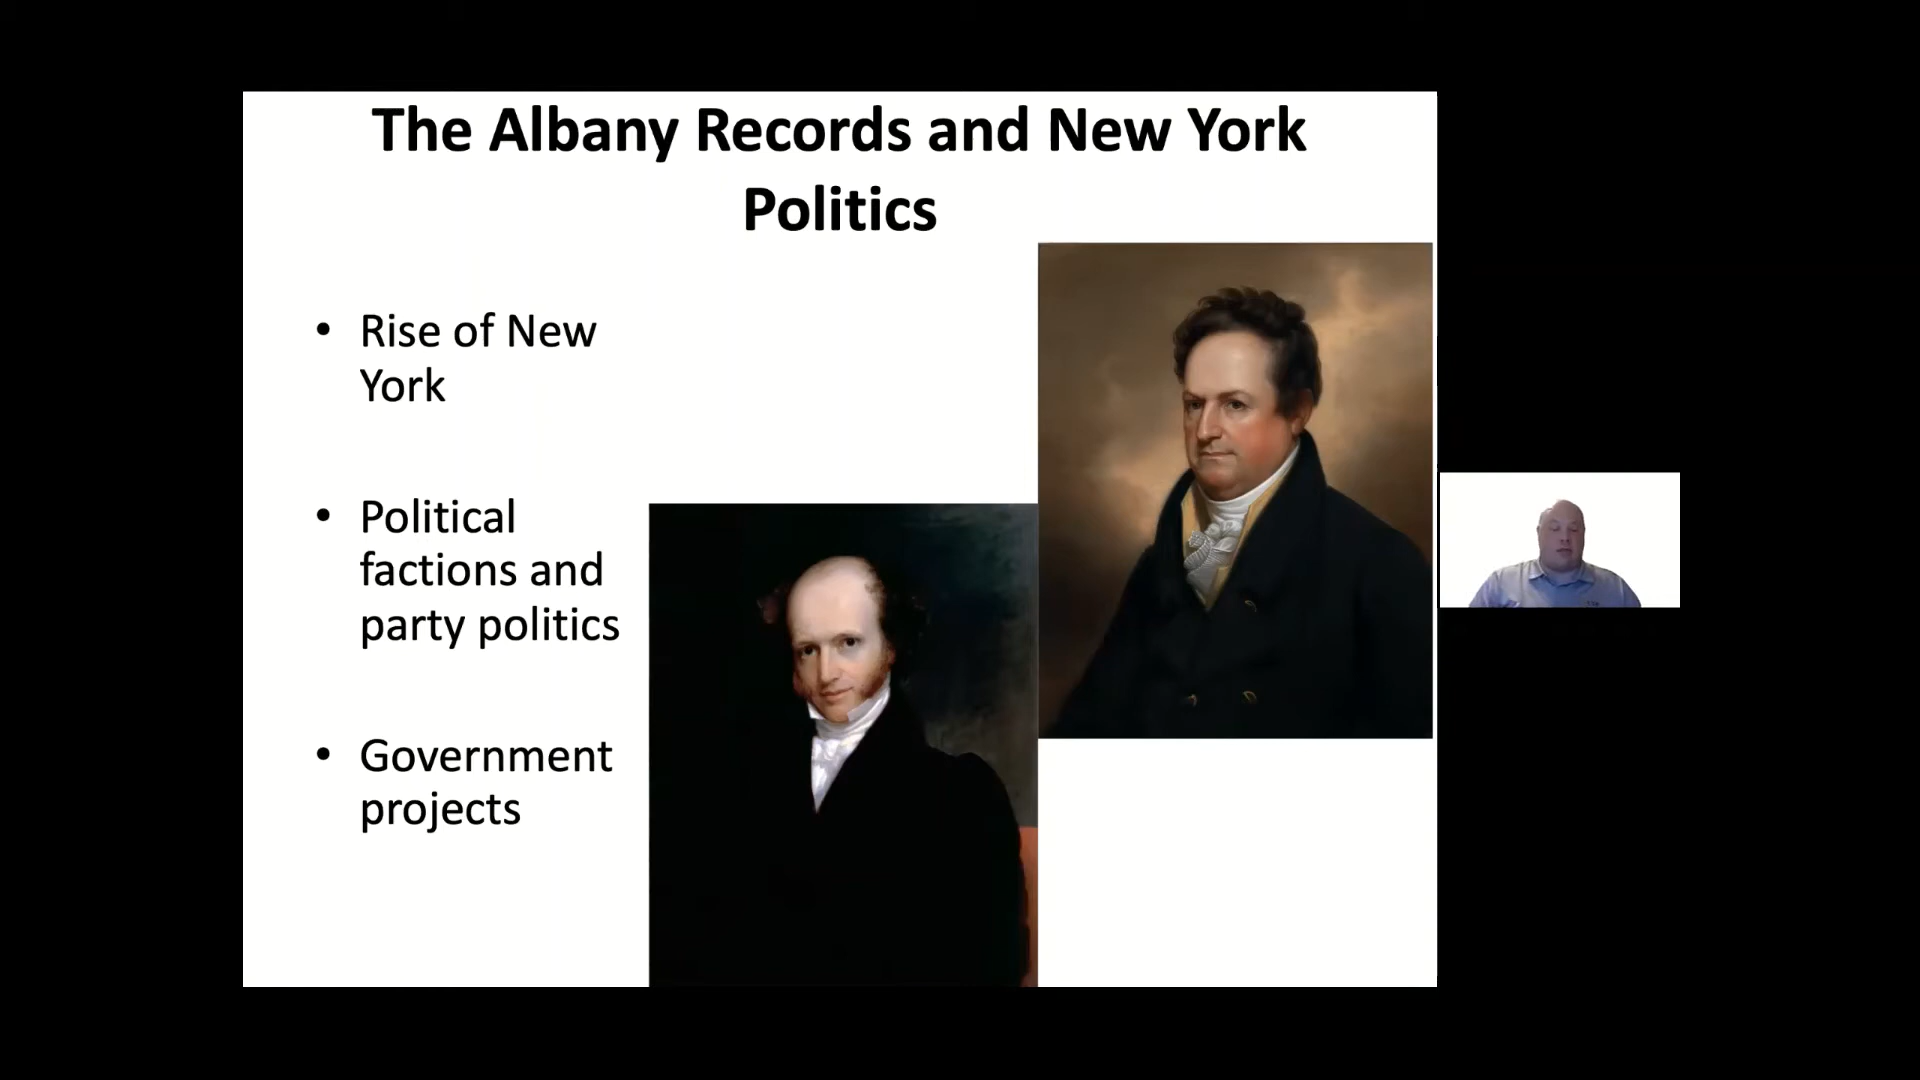 The Albany Records and New York
Politics
• Rise of New
York
• Political
factions and
party politics
• Government
projects